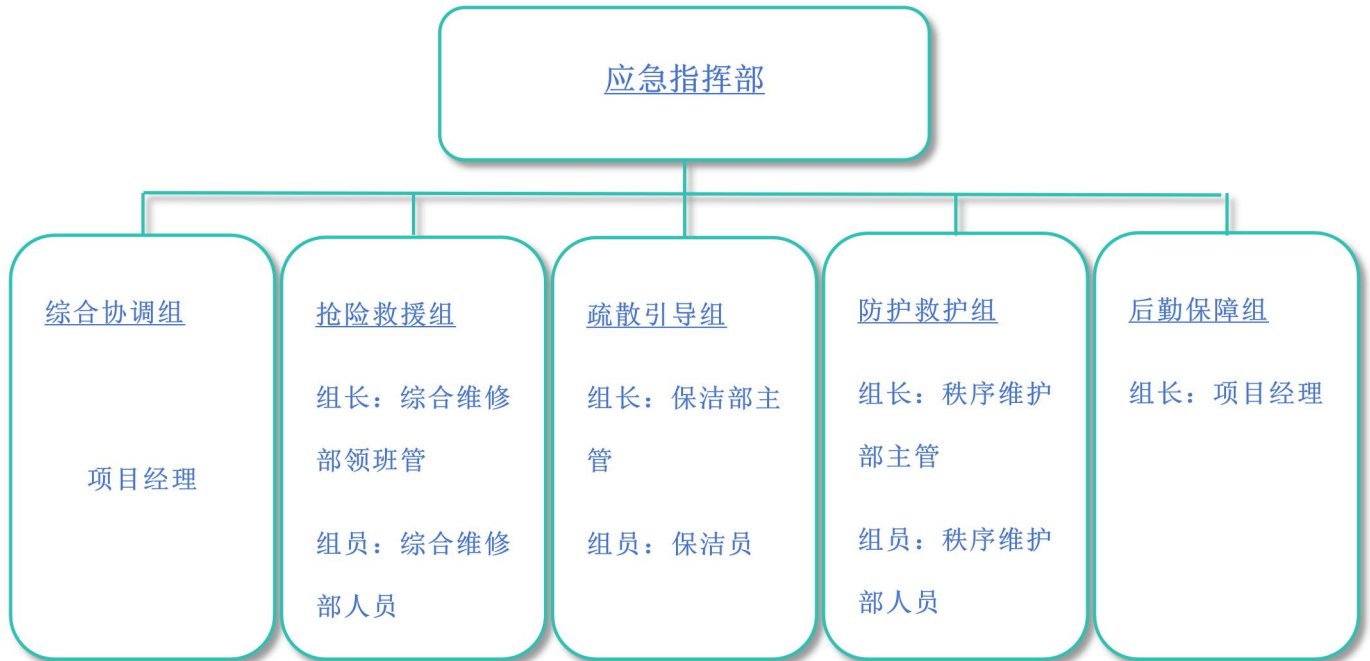 应急指挥部
综合协调组
项目经理
抢险救援组
组长：综合维修
部领班管
组员：综合维修
部人员
疏散引导组
组长：保洁部主
管
组员：保洁员
防护救护组
组长：秩序维护
部主管
组员：秩序维护
部人员
后勤保障组
组长：项目经理